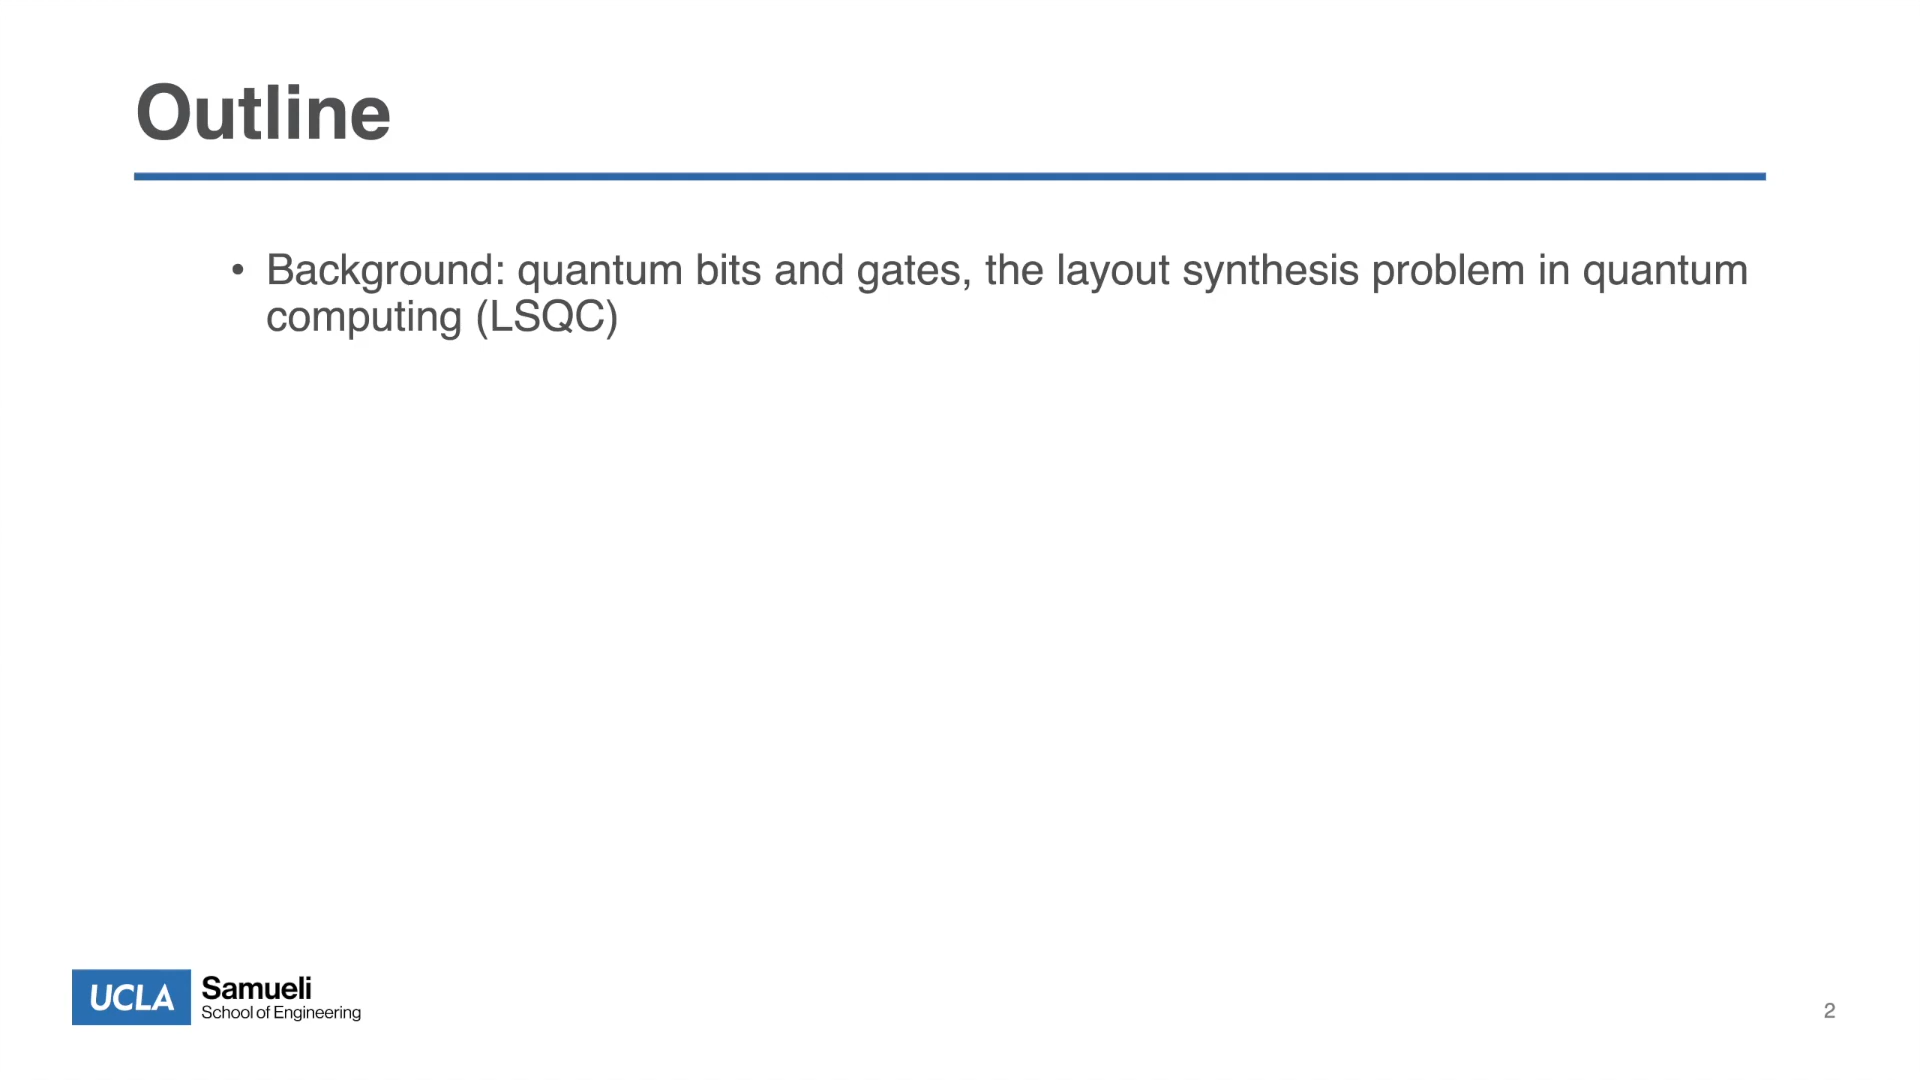 Outline
• Background: quantum bits and gates, the layout synthesis problem in quantum
computing (LSQC)
UCLA Samueli
School of Engineering
2